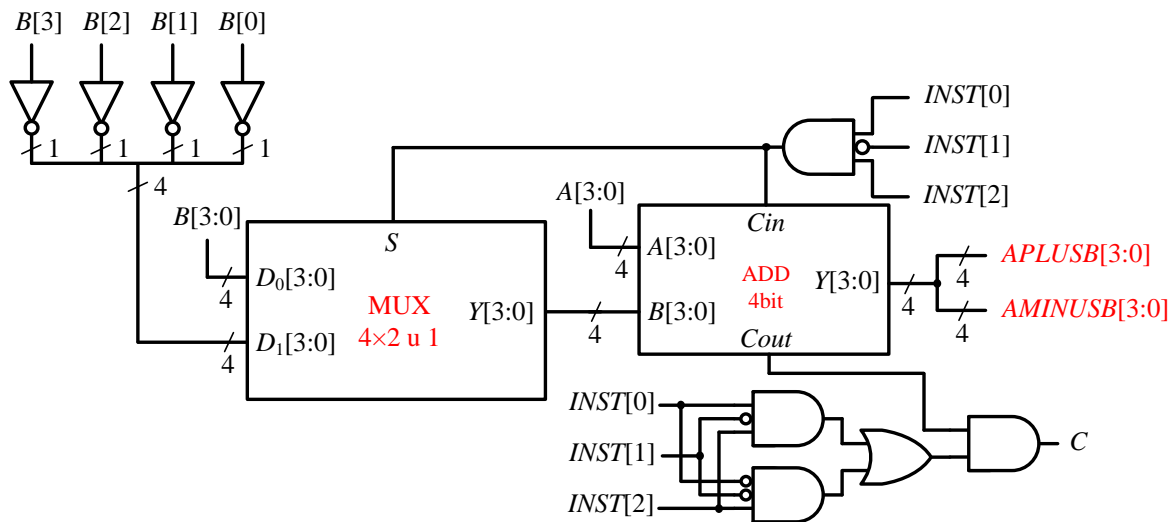 B[3] B[2] B[1] B[0]
1 1 1 1
4
INST[0]
INST[1]
INST[2]
B[3:0]
4
D₀[3:0]
4
D₁[3:0]
S
MUX
4×2 u 1
Y[3:0]
4
A[3:0]
4
A[3:0]
B[3:0]
Cin
ADD
4bit
Y[3:0]
Cout
4
4
APLUSB[3:0]
4
AMINUSB[3:0]
INST[0]
INST[1]
INST[2]
C